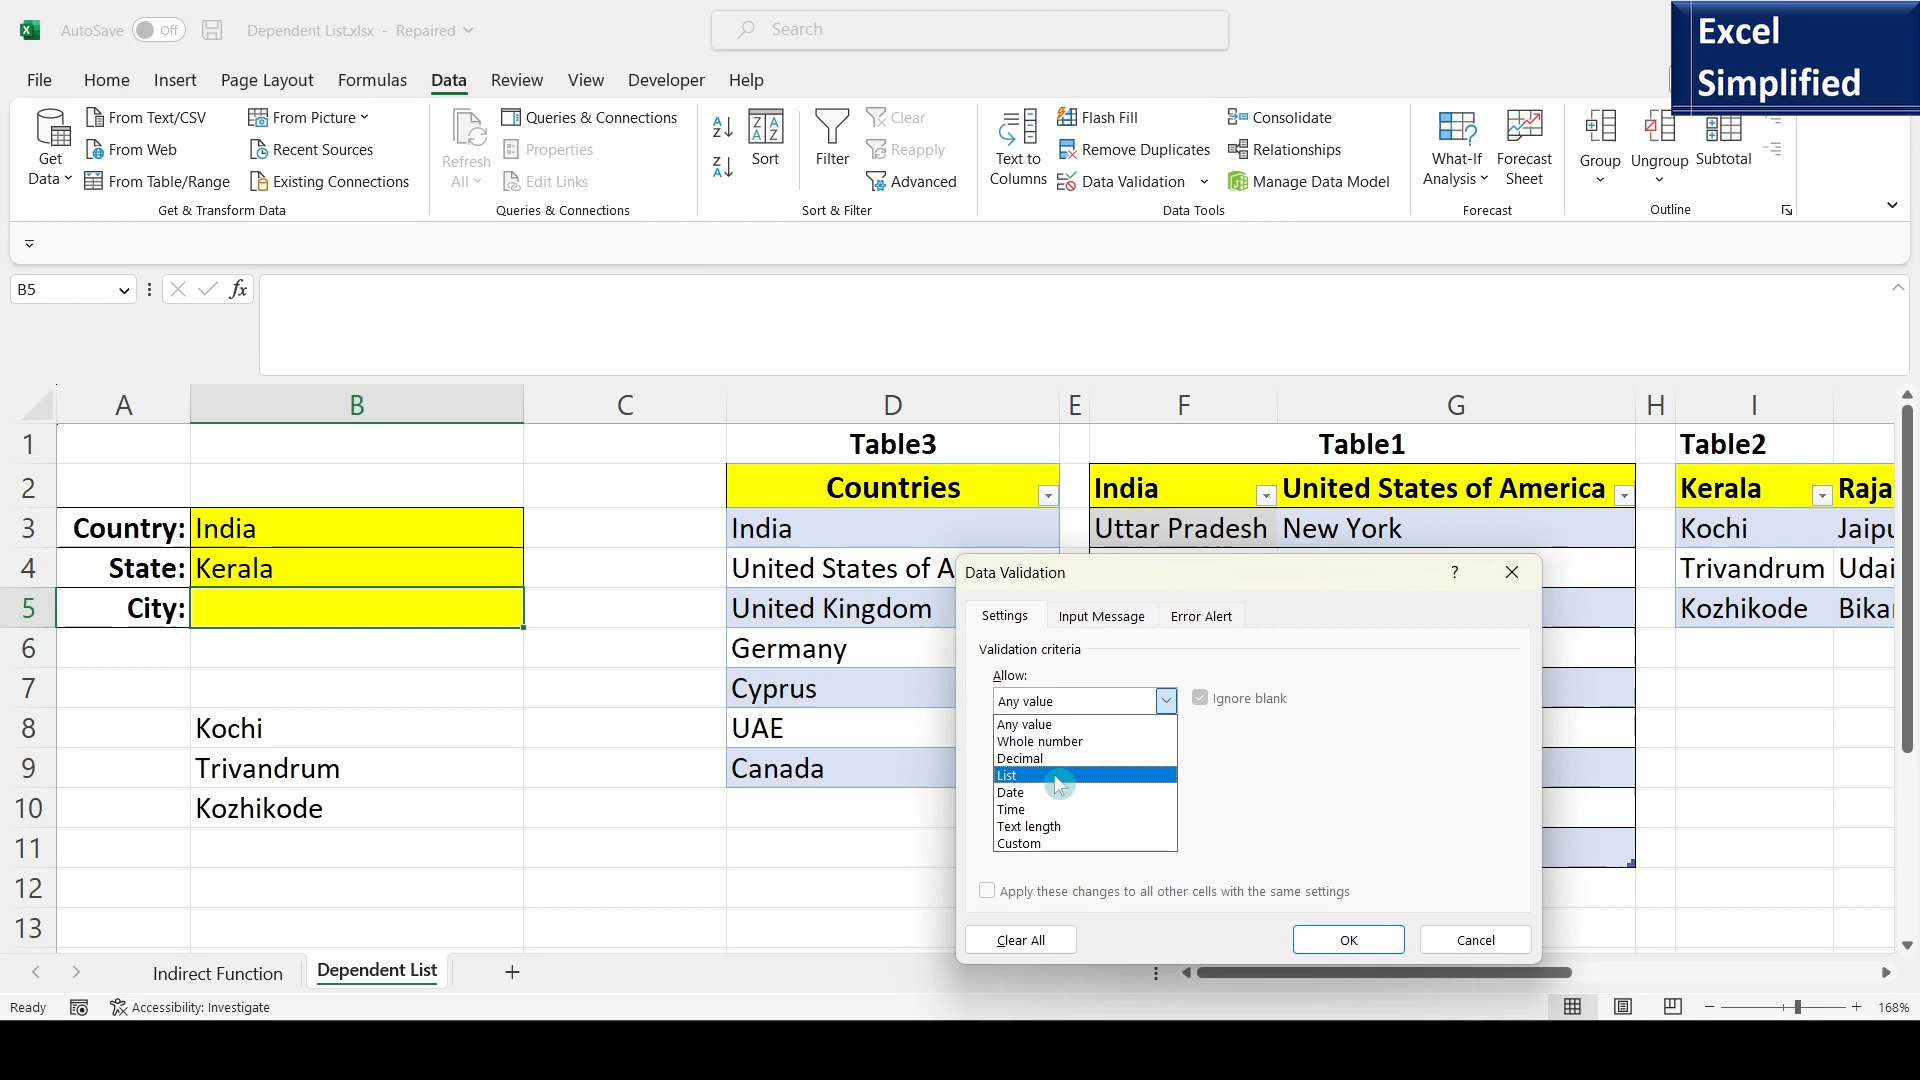 AutoSave Off Dependent List.xlsx - Repaired Search
Excel
Simplified
File Home Insert Page Layout Formulas Data Review View Developer Help
Get
Data
From Text/CSV
From Web
From Table/Range
From Picture
Recent Sources
Existing Connections
Get & Transform Data
Refresh
All
Queries & Connections
Properties
Edit Links
Queries & Connections
Sort
Filter
Clear
Reapply
Advanced
Sort & Filter
Text to
Columns
Flash Fill
Remove Duplicates
Data Validation
Consolidate
Relationships
Manage Data Model
Data Tools
What-If
Analysis
Forecast
Sheet
Forecast
Group
Ungroup
Subtotal
Outline
B5 fx
A B C D E F G H I
1 Table3 Table1 Table2
2 Countries India United States of America Kerala Raja
3 Country: India India Uttar Pradesh New York Kochi Jaipu
4 State: Kerala United States of A Trivandrum Udai
5 City: United Kingdom Kozhikode Bika
6 Germany
7 Cyprus
8 Kochi UAE
9 Trivandrum Canada
10 Kozhikode
11
12
13
Data Validation ?
Settings Input Message Error Alert
Validation criteria
Allow:
Any value Ignore blank
Any value
Whole number
Decimal
List
Date
Time
Text length
Custom
Apply these changes to all other cells with the same settings
Clear All OK Cancel
Indirect Function Dependent List
Ready Accessibility: Investigate 168%